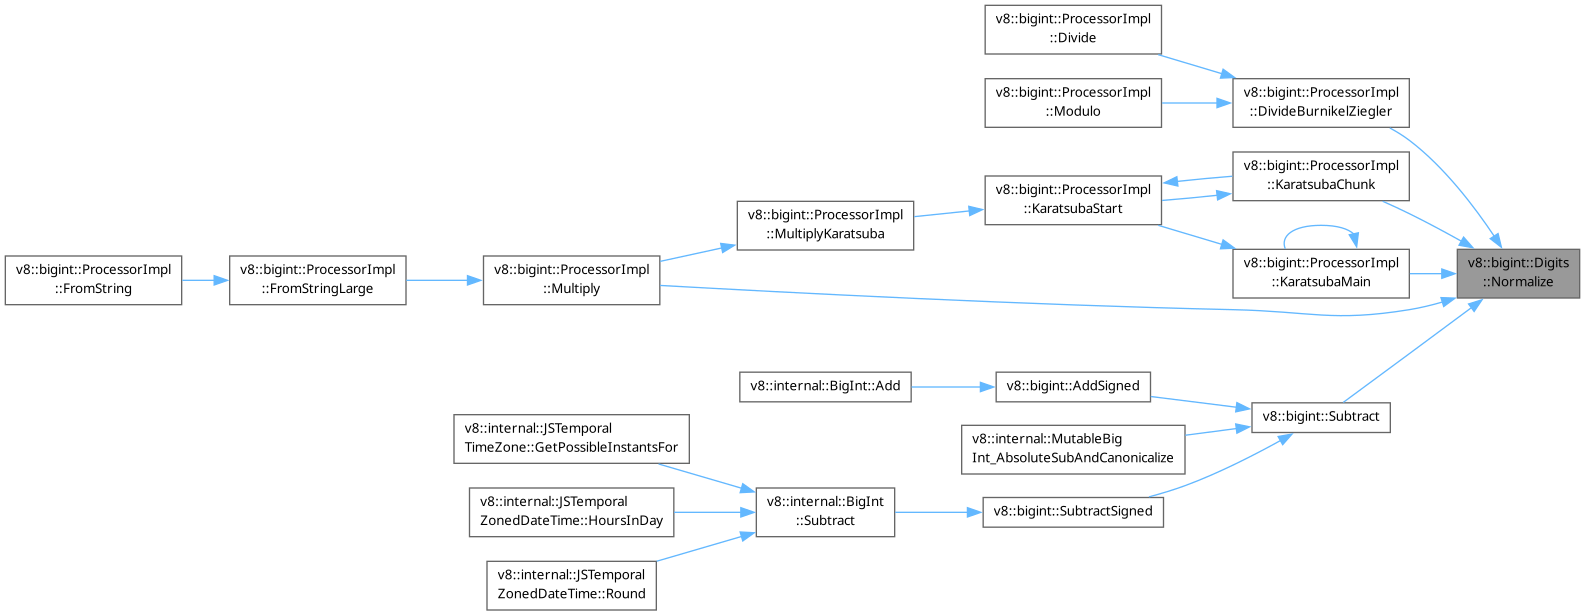 v8::bigint::ProcessorImpl
::Divide
v8::bigint::ProcessorImpl
::DivideBurnikelZiegler
v8::bigint::ProcessorImpl
::Modulo
v8::bigint::ProcessorImpl
::KaratsubaChunk
v8::bigint::ProcessorImpl
::KaratsubaStart
v8::bigint::ProcessorImpl
::MultiplyKaratsuba
v8::bigint::ProcessorImpl
::FromString
v8::bigint::ProcessorImpl
::FromStringLarge
v8::bigint::ProcessorImpl
::Multiply
v8::bigint::ProcessorImpl
::KaratsubaMain
v8::bigint::Digits
::Normalize
v8::internal::BigInt::Add
v8::bigint::AddSigned
v8::bigint::Subtract
v8::internal::JSTemporal
TimeZone::GetPossibleInstantsFor
v8::internal::MutableBig
Int_AbsoluteSubAndCanonicalize
v8::internal::JSTemporal
ZonedDateTime::HoursInDay
v8::internal::BigInt
::Subtract
v8::bigint::SubtractSigned
v8::internal::JSTemporal
ZonedDateTime::Round